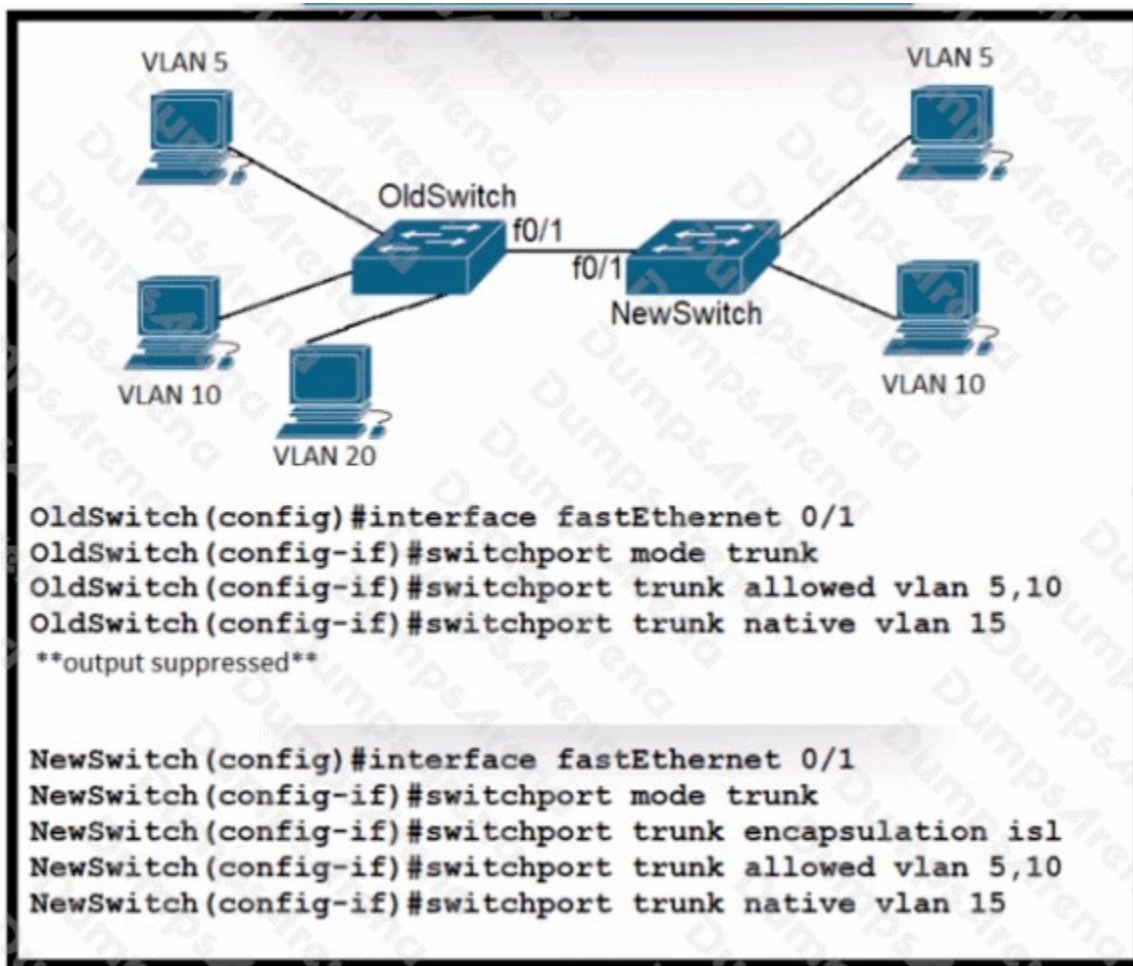 VLAN 5
VLAN 5
OldSwitch
f0/1
f0/1
NewSwitch
VLAN 10
VLAN 10
VLAN 20
OldSwitch(config)#interface fastEthernet 0/1
OldSwitch(config-if)#switchport mode trunk
OldSwitch(config-if)#switchport trunk allowed vlan 5,10
OldSwitch(config-if)#switchport trunk native vlan 15
**output suppressed**
NewSwitch(config)#interface fastEthernet 0/1
NewSwitch(config-if)#switchport mode trunk
NewSwitch(config-if)#switchport trunk encapsulation isl
NewSwitch(config-if)#switchport trunk allowed vlan 5,10
NewSwitch(config-if)#switchport trunk native vlan 15
DumpsArena